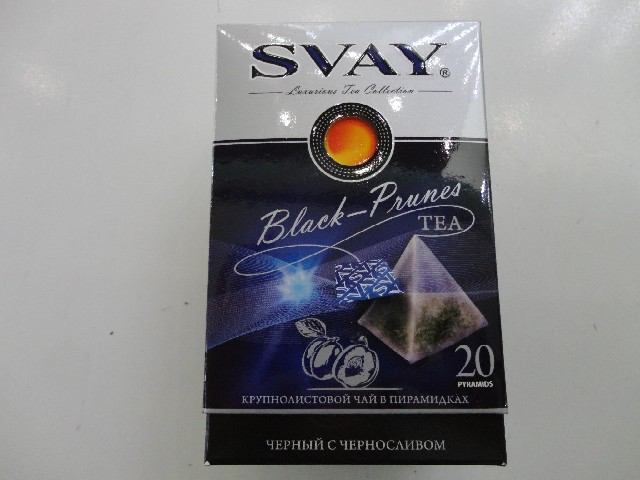 SVAY®
Luxurious Tea Collection
Black-Prunes
TEA
20
PYRAMIDS
КРУПНОЛИСТОВОЙ ЧАЙ В ПИРАМИДКАХ
ЧЕРНЫЙ С ЧЕРНОСЛИВОМ